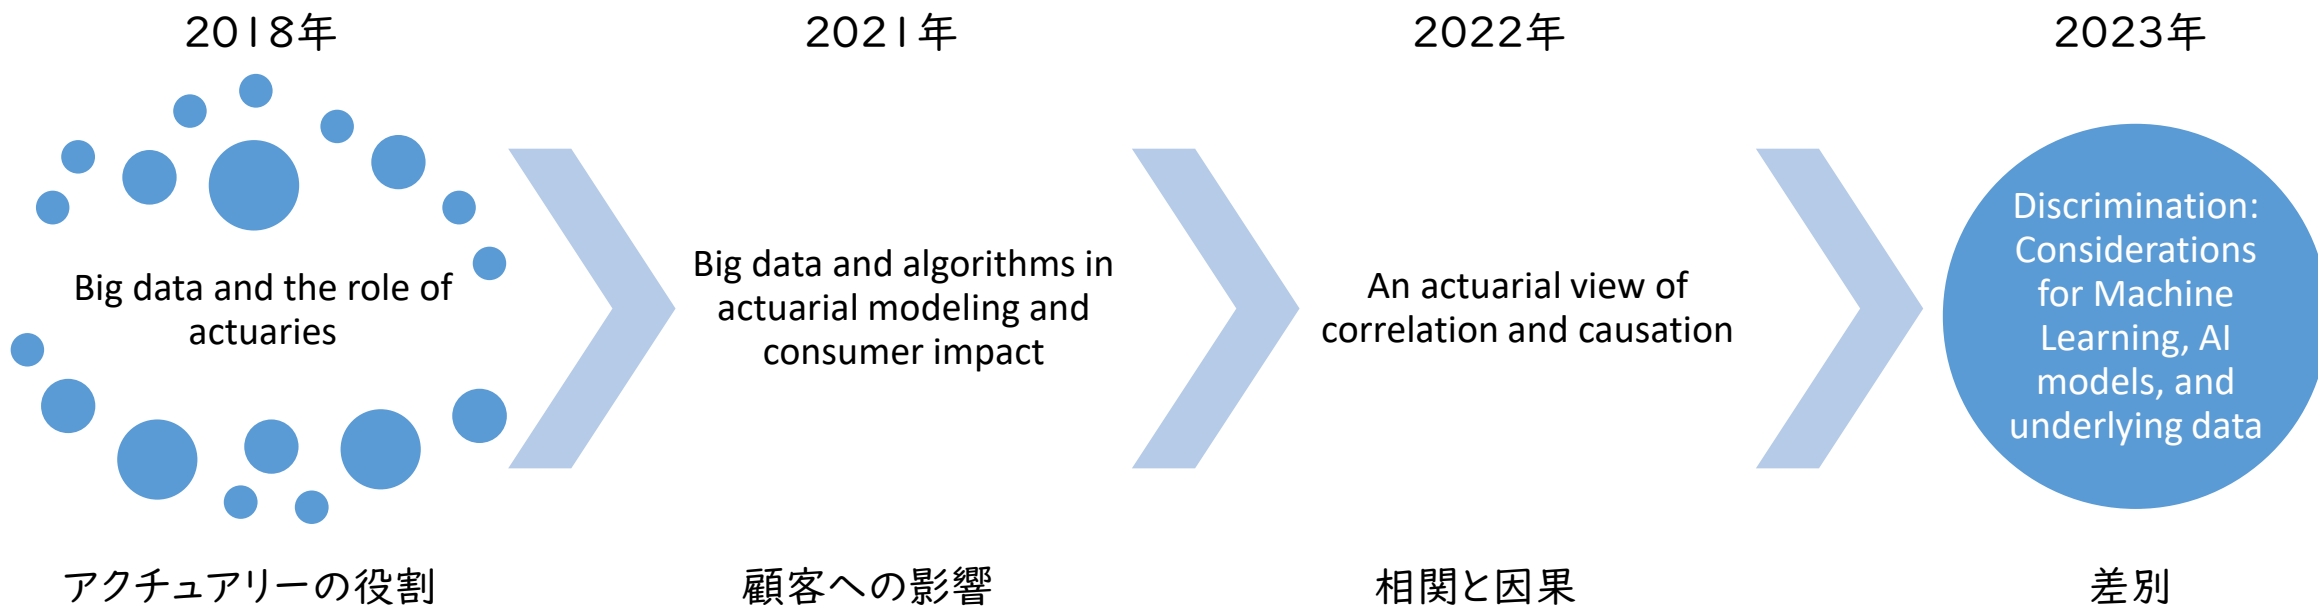 2018年
2021年
2022年
2023年
Big data and the role of
actuaries
Big data and algorithms in
actuarial modeling and
consumer impact
An actuarial view of
correlation and causation
Discrimination:
Considerations
for Machine
Learning, AI
models, and
underlying data
アクチュアリーの役割
顧客への影響
相関と因果
差別